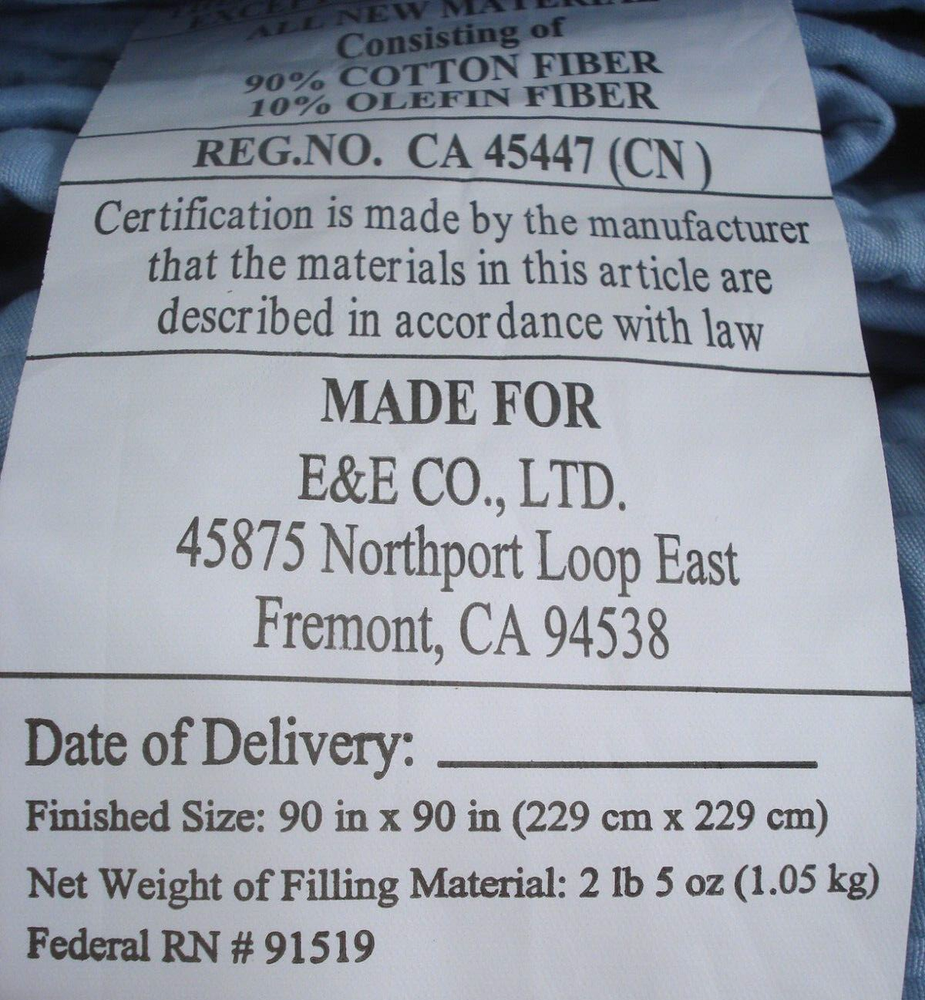 ALL NEW MATERIAL
Consisting of
90% COTTON FIBER
10% OLEFIN FIBER
REG.NO. CA 45447 (CN)
Certification is made by the manufacturer
that the materials in this article are
described in accordance with law
MADE FOR
E&E CO., LTD.
45875 Northport Loop East
Fremont, CA 94538
Date of Delivery:
Finished Size: 90 in x 90 in (229 cm x 229 cm)
Net Weight of Filling Material: 2 lb 5 oz (1.05 kg)
Federal RN # 91519